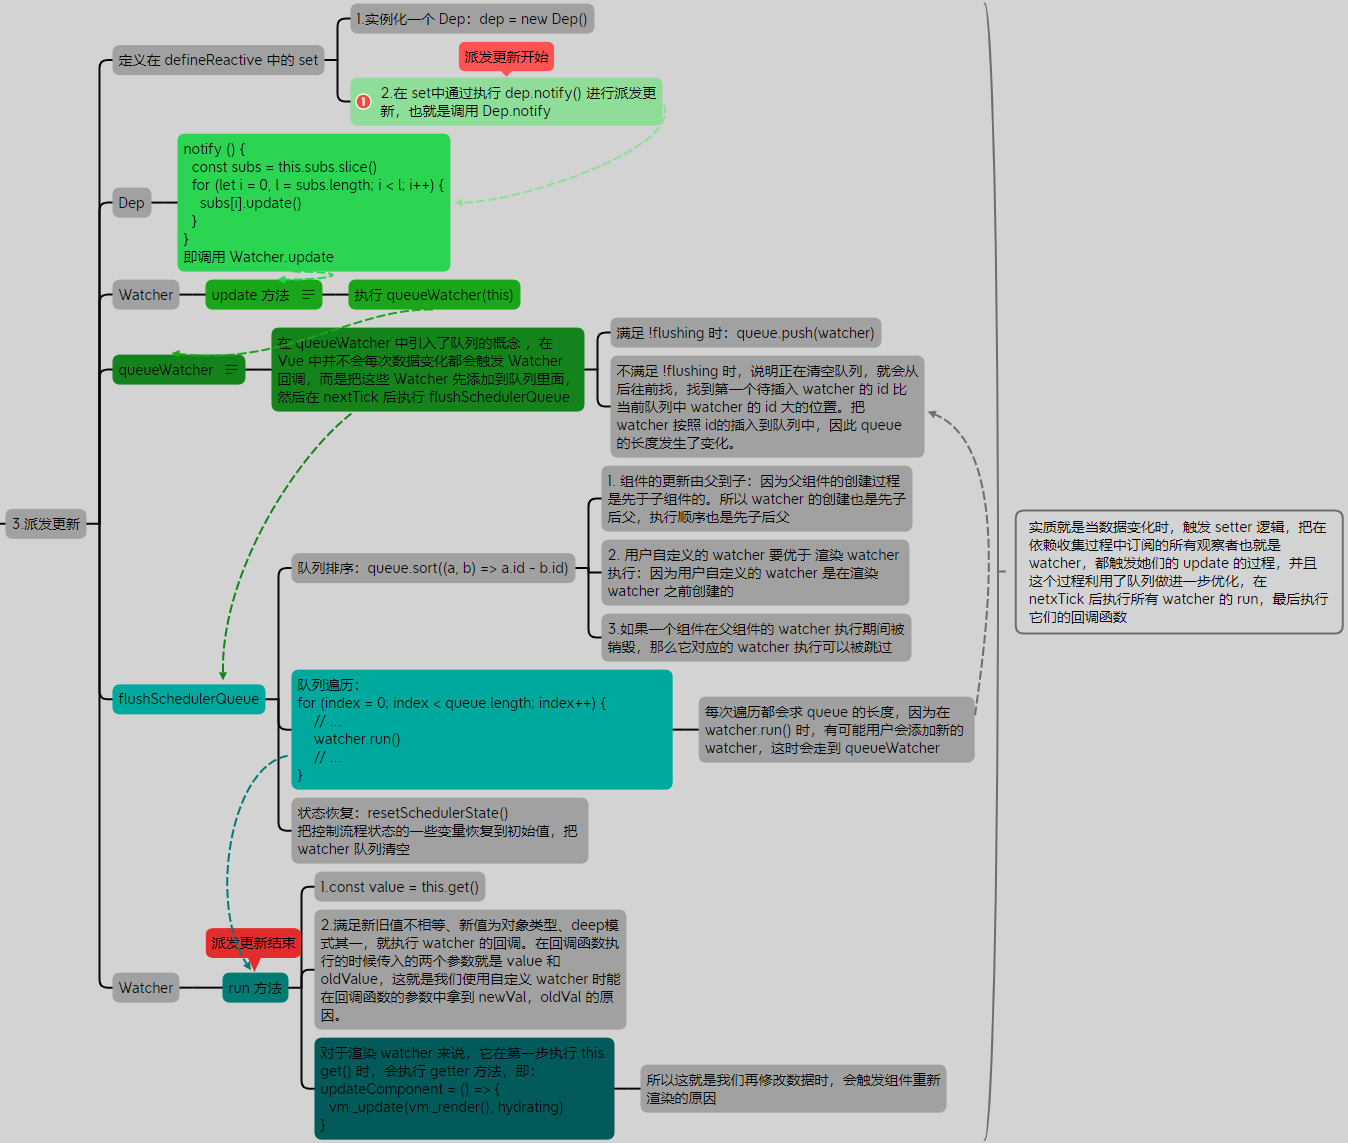 3.派发更新
定义在 defineReactive 中的 set
1.实例化一个 Dep：dep = new Dep()
派发更新开始
2.在 set中通过执行 dep.notify() 进行派发更
新，也就是调用 Dep.notify
Dep
notify () {
const subs = this.subs.slice()
for (let i = 0, l = subs.length; i < l; i++) {
subs[i].update()
}
}
即调用 Watcher.update
Watcher
update 方法
执行 queueWatcher(this)
queueWatcher
在 queueWatcher 中引入了队列的概念 ，在
Vue 中并不会每次数据变化都会触发 Watcher
回调，而是把这些 Watcher 先添加到队列里面，
然后在 nextTick 后执行 flushSchedulerQueue
满足 !flushing 时：queue.push(watcher)
不满足 !flushing 时，说明正在清空队列，就会从
后往前找，找到第一个待插入 watcher 的 id 比
当前队列中 watcher 的 id 大的位置。把
watcher 按照 id的插入到队列中，因此 queue
的长度发生了变化。
flushSchedulerQueue
队列排序：queue.sort((a, b) => a.id - b.id)
1. 组件的更新由父到子：因为父组件的创建过程
是先于子组件的。所以 watcher 的创建也是先子
后父，执行顺序也是先子后父
2. 用户自定义的 watcher 要优于 渲染 watcher
执行：因为用户自定义的 watcher 是在渲染
watcher 之前创建的
3.如果一个组件在父组件的 watcher 执行期间被
销毁，那么它对应的 watcher 执行可以被跳过
队列遍历：
for (index = 0; index < queue.length; index++) {
// ...
watcher.run()
// ...
}
每次遍历都会求 queue 的长度，因为在
watcher.run() 时，有可能用户会添加新的
watcher，这时会走到 queueWatcher
状态恢复：resetSchedulerState()
把控制流程状态的一些变量恢复到初始值，把
watcher 队列清空
Watcher
派发更新结束
run 方法
1.const value = this.get()
2.满足新旧值不相等、新值为对象类型、deep模
式其一，就执行 watcher 的回调。在回调函数执
行的时候传入的两个参数就是 value 和
oldValue，这就是我们使用自定义 watcher 时能
在回调函数的参数中拿到 newVal，oldVal 的原
因。
对于渲染 watcher 来说，它在第一步执行 this.
get() 时，会执行 getter 方法，即：
updateComponent = () => {
vm._update(vm._render(), hydrating)
}
所以这就是我们再修改数据时，会触发组件重新
渲染的原因
实质就是当数据变化时，触发 setter 逻辑，把在
依赖收集过程中订阅的所有观察者也就是
watcher，都触发她们的 update 的过程，并且
这个过程利用了队列做进一步优化，在
netxTick 后执行所有 watcher 的 run，最后执行
它们的回调函数